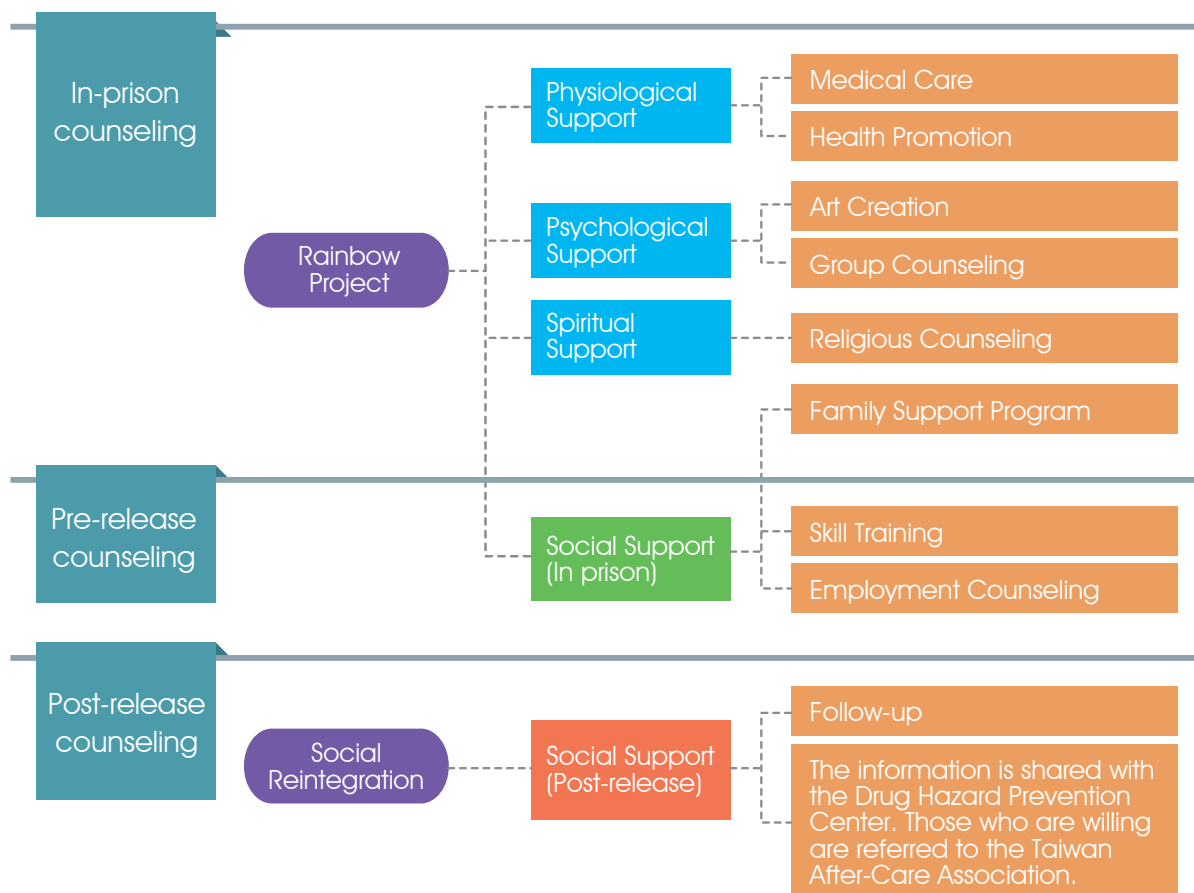 In-prison
counseling
Rainbow
Project
Physiological
Support
Medical Care
Health Promotion
Psychological
Support
Art Creation
Group Counseling
Spiritual
Support
Religious Counseling
Family Support Program
Pre-release
counseling
Social Support
(In prison)
Skill Training
Employment Counseling
Post-release
counseling
Social
Reintegration
Social Support
(Post-release)
Follow-up
The information is shared with
the Drug Hazard Prevention
Center. Those who are willing
are referred to the Taiwan
After-Care Association.